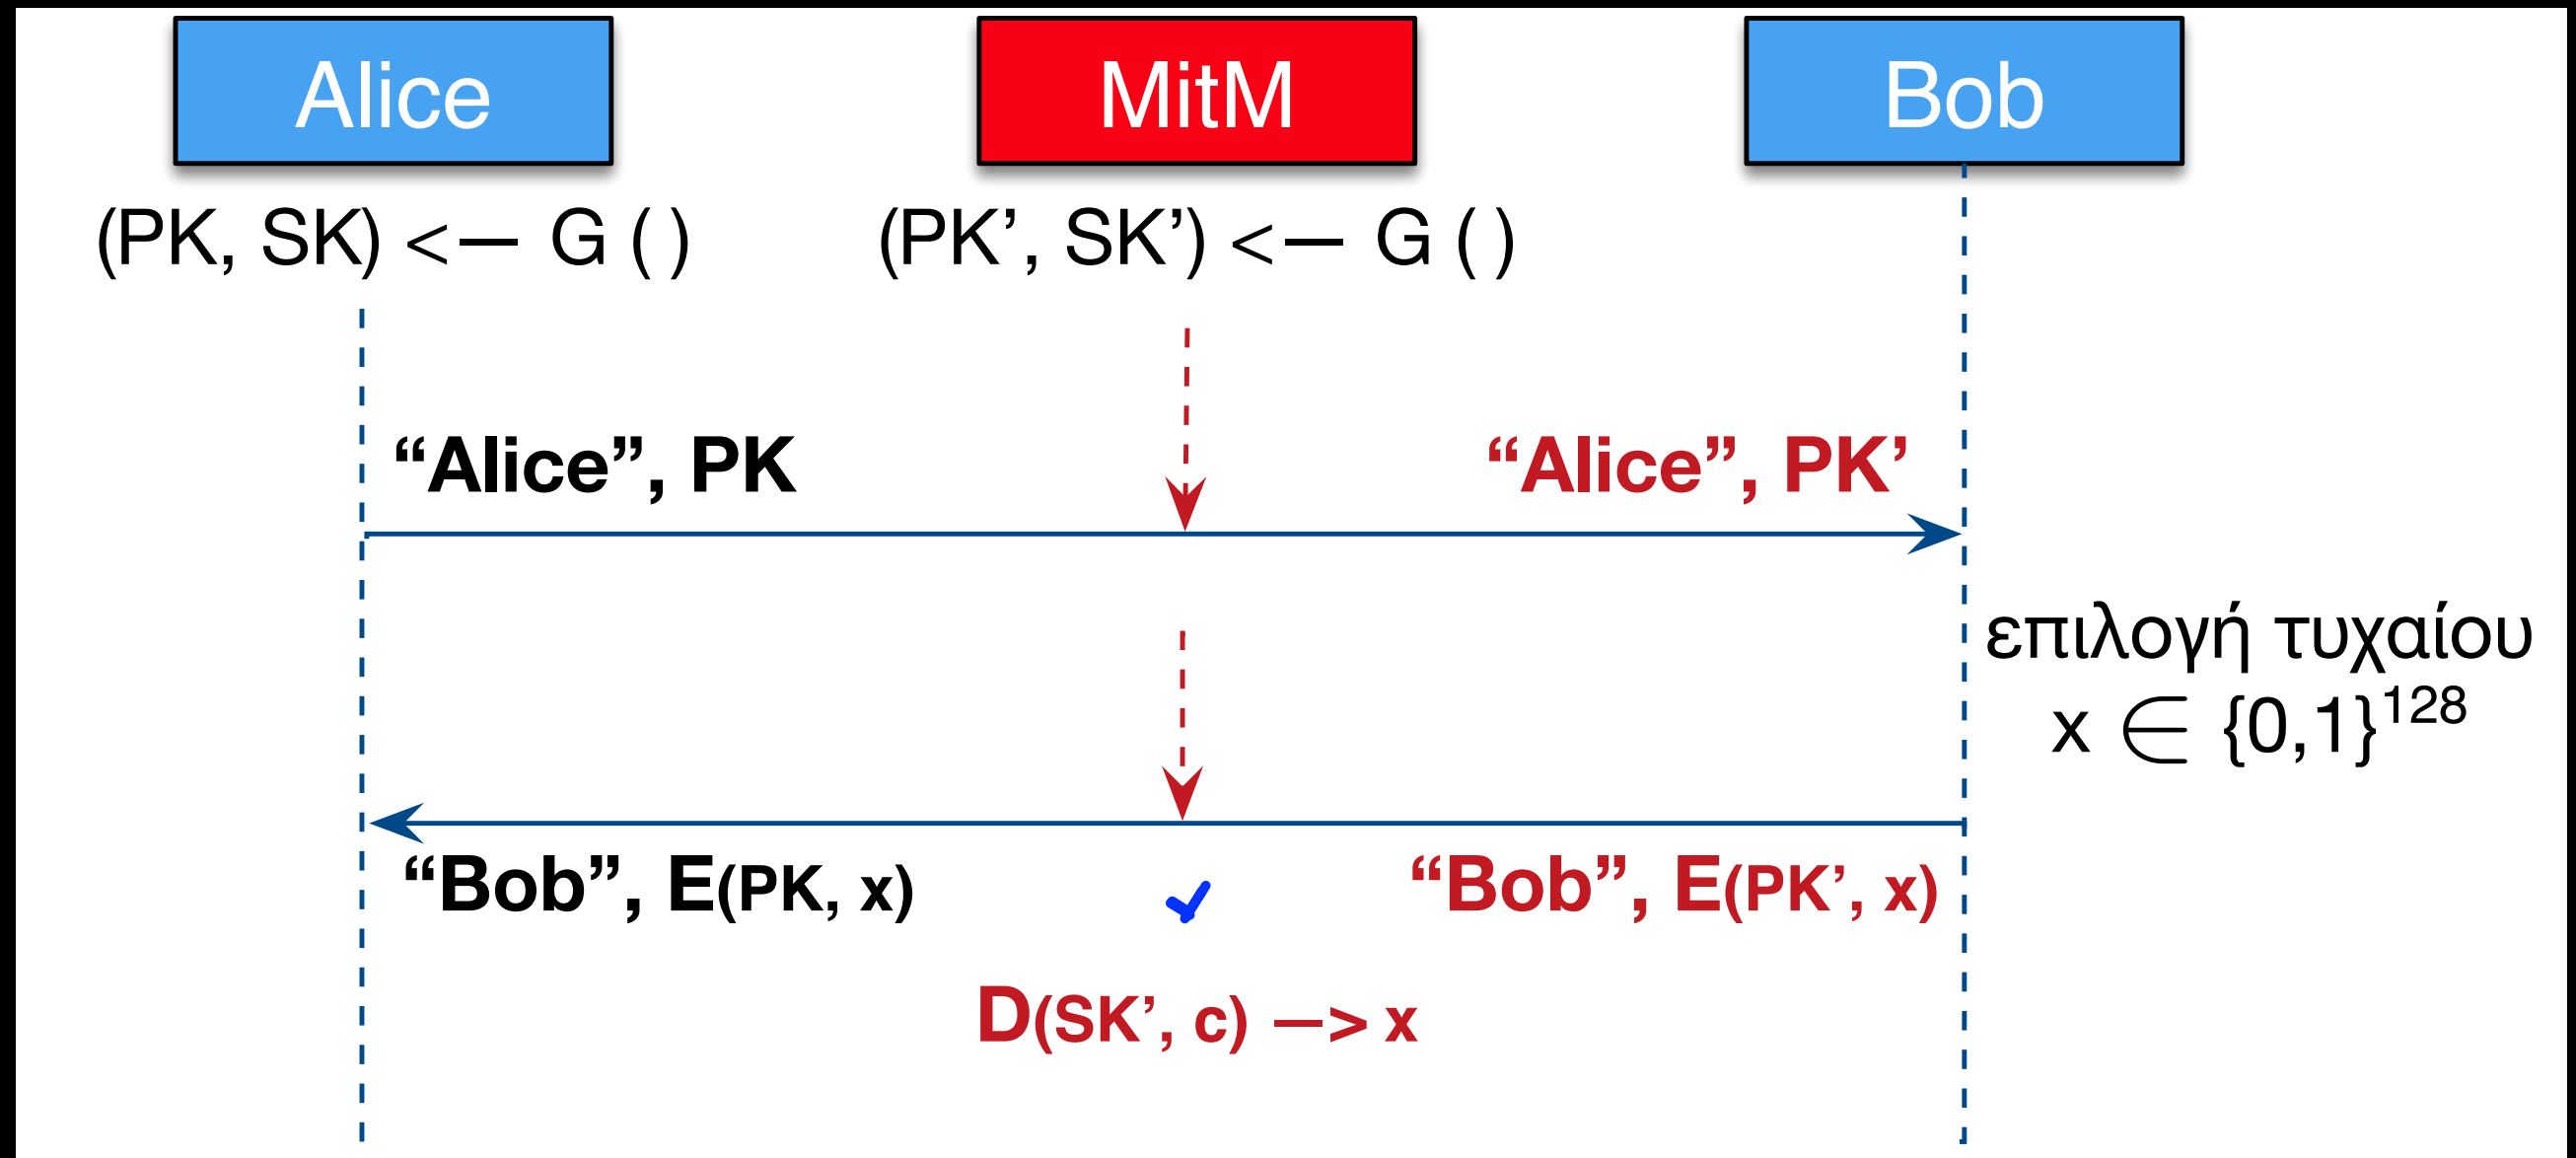 Alice
MitM
Bob
(PK, SK) <— G ( )
(PK’, SK’) <— G ( )
“Alice”, PK
“Alice”, PK’
επιλογή τυχαίου
x ∈ {0,1}¹²⁸
“Bob”, E(PK, x)
“Bob”, E(PK’, x)
D(SK’, c) —> x